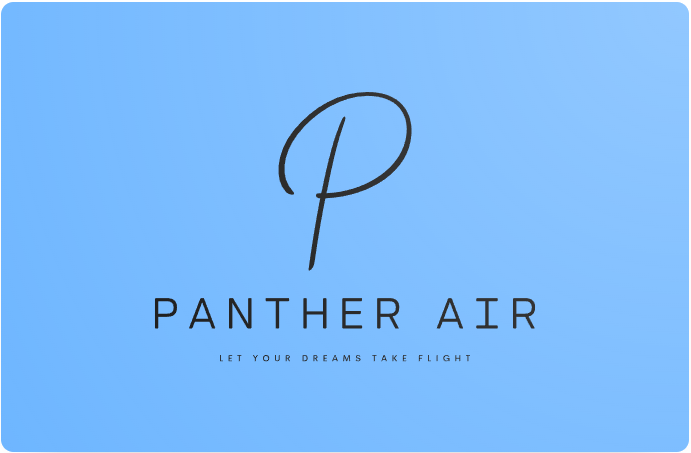 P
PANTHER AIR
LET YOUR DREAMS TAKE FLIGHT